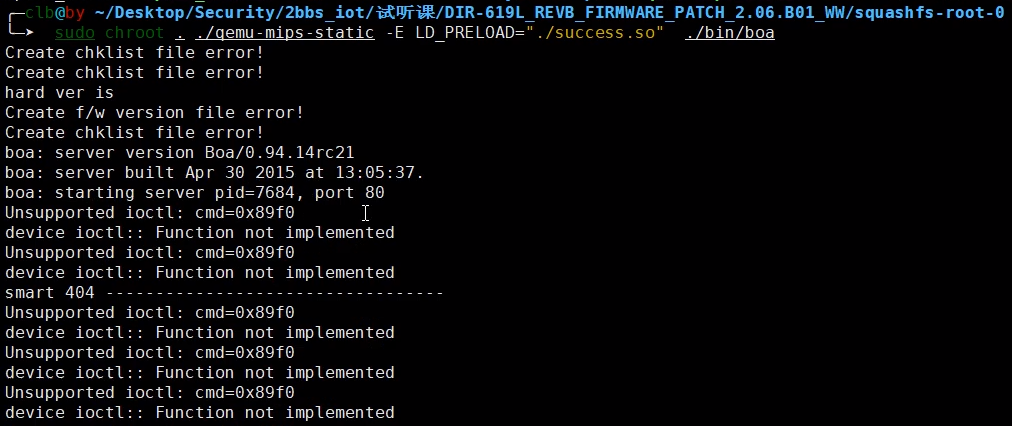 ╭─clb@by ~/Desktop/Security/2bbs_iot/试听课/DIR-619L_REVB_FIRMWARE_PATCH_2.06.B01_WW/squashfs-root-0
╰─➤  sudo chroot . ./qemu-mips-static -E LD_PRELOAD="./success.so"  ./bin/boa
Create chklist file error!
Create chklist file error!
hard ver is
Create f/w version file error!
Create chklist file error!
boa: server version Boa/0.94.14rc21
boa: server built Apr 30 2015 at 13:05:37.
boa: starting server pid=7684, port 80
Unsupported ioctl: cmd=0x89f0
device ioctl:: Function not implemented
Unsupported ioctl: cmd=0x89f0
device ioctl:: Function not implemented
smart 404 ----------------------------------
Unsupported ioctl: cmd=0x89f0
device ioctl:: Function not implemented
Unsupported ioctl: cmd=0x89f0
device ioctl:: Function not implemented
Unsupported ioctl: cmd=0x89f0
device ioctl:: Function not implemented